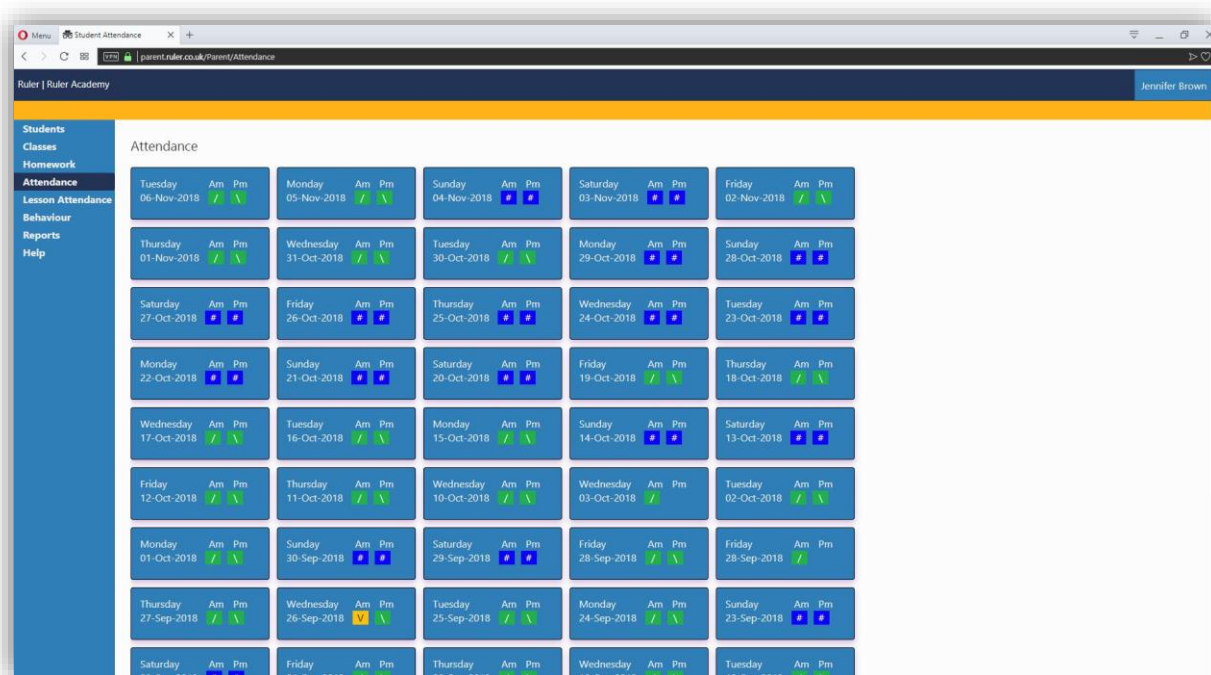 Menu Student Attendance
VPN parent.ruler.co.uk/Parent/Attendance
Ruler | Ruler Academy Jennifer Brown
Students
Classes
Homework
Attendance
Lesson Attendance
Behaviour
Reports
Help
Attendance
Tuesday Am Pm Monday Am Pm Sunday Am Pm Saturday Am Pm Friday Am Pm
06-Nov-2018 / \ 05-Nov-2018 / \ 04-Nov-2018 # # 03-Nov-2018 # # 02-Nov-2018 / \
Thursday Am Pm Wednesday Am Pm Tuesday Am Pm Monday Am Pm Sunday Am Pm
01-Nov-2018 / \ 31-Oct-2018 / \ 30-Oct-2018 / \ 29-Oct-2018 # # 28-Oct-2018 # #
Saturday Am Pm Friday Am Pm Thursday Am Pm Wednesday Am Pm Tuesday Am Pm
27-Oct-2018 # # 26-Oct-2018 # # 25-Oct-2018 # # 24-Oct-2018 # # 23-Oct-2018 # #
Monday Am Pm Sunday Am Pm Saturday Am Pm Friday Am Pm Thursday Am Pm
22-Oct-2018 # # 21-Oct-2018 # # 20-Oct-2018 # # 19-Oct-2018 / \ 18-Oct-2018 / \
Wednesday Am Pm Tuesday Am Pm Monday Am Pm Sunday Am Pm Saturday Am Pm
17-Oct-2018 / \ 16-Oct-2018 / \ 15-Oct-2018 / \ 14-Oct-2018 # # 13-Oct-2018 # #
Friday Am Pm Thursday Am Pm Wednesday Am Pm Wednesday Am Pm Tuesday Am Pm
12-Oct-2018 / \ 11-Oct-2018 / \ 10-Oct-2018 / \ 03-Oct-2018 / 02-Oct-2018 / \
Monday Am Pm Sunday Am Pm Saturday Am Pm Friday Am Pm Friday Am Pm
01-Oct-2018 / \ 30-Sep-2018 # # 29-Sep-2018 # # 28-Sep-2018 / \ 28-Sep-2018 /
Thursday Am Pm Wednesday Am Pm Tuesday Am Pm Monday Am Pm Sunday Am Pm
27-Sep-2018 / \ 26-Sep-2018 V \ 25-Sep-2018 / \ 24-Sep-2018 / \ 23-Sep-2018 # #
Saturday Am Pm Friday Am Pm Thursday Am Pm Wednesday Am Pm Tuesday Am Pm